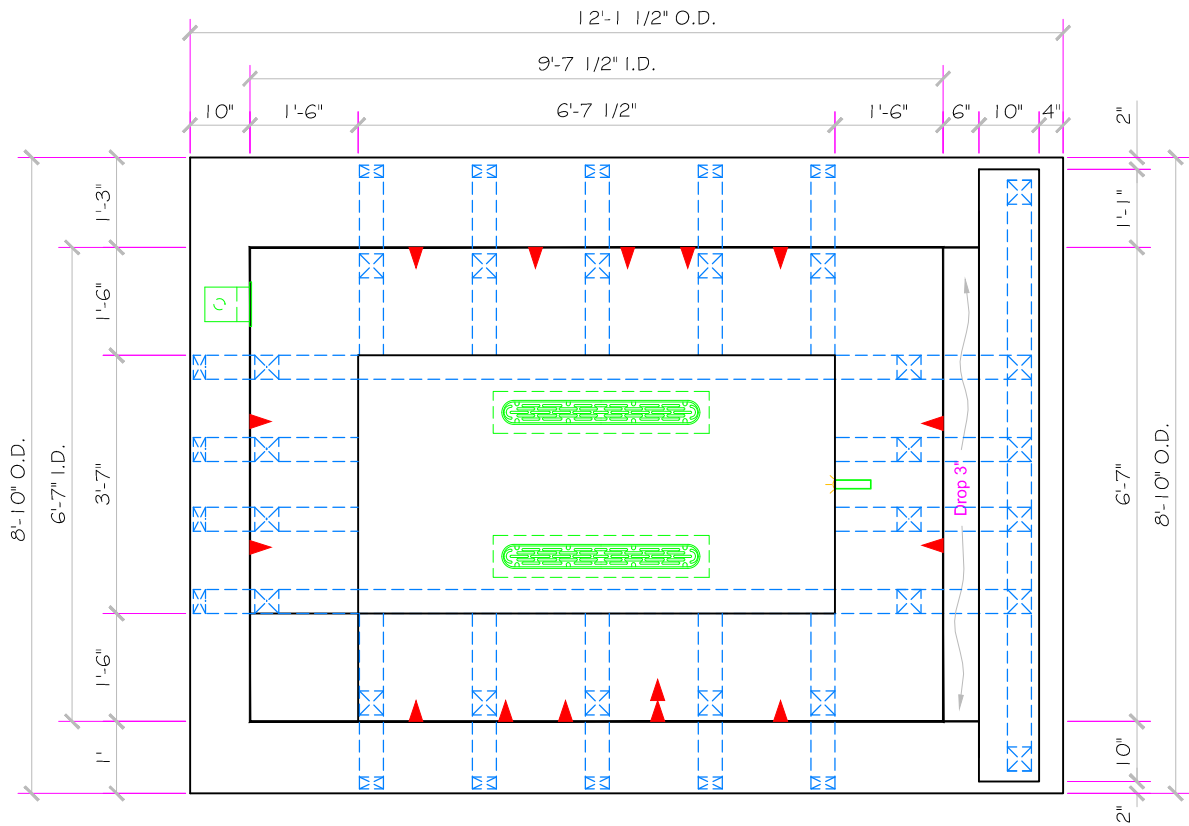 12'-1 1/2" O.D.
9'-7 1/2" I.D.
10" 1'-6" 6'-7 1/2" 1'-6" 6" 10" 4"
2"
1'-3"
1'-1"
1'-6"
8'-10" O.D.
6'-7" I.D.
3'-7"
Drop 3"
6'-7"
8'-10" O.D.
1'-6"
1'
10"
2"